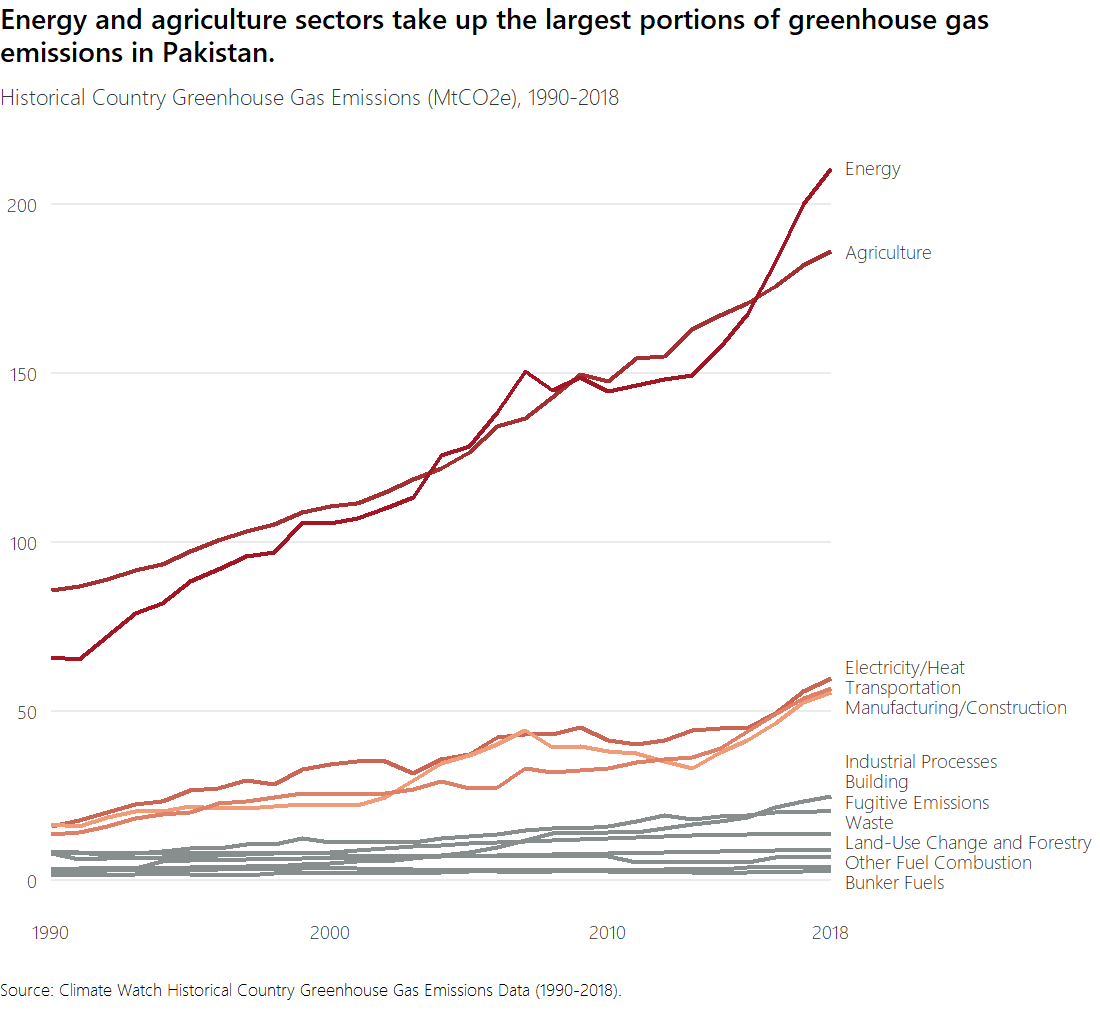 Energy and agriculture sectors take up the largest portions of greenhouse gas
emissions in Pakistan.
Historical Country Greenhouse Gas Emissions (MtCO2e), 1990-2018
Energy
200
Agriculture
150
100
Electricity/Heat
Transportation
50
Manufacturing/Construction
Industrial Processes
Building
Fugitive Emissions
Waste
Land-Use Change and Forestry
Other Fuel Combustion
0
Bunker Fuels
1990
2000
2010
2018
Source: Climate Watch Historical Country Greenhouse Gas Emissions Data (1990-2018).